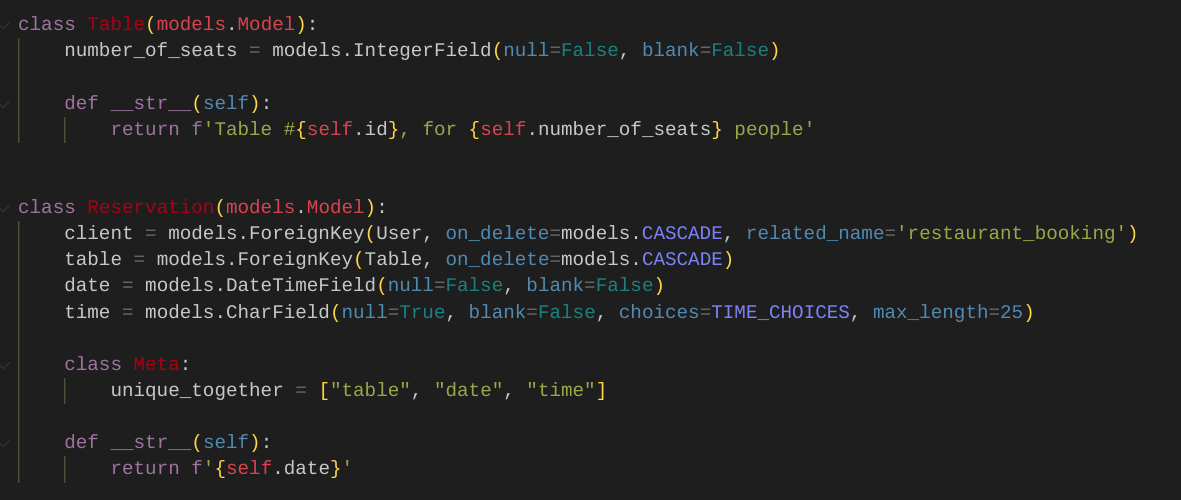 class Table(models.Model):
    number_of_seats = models.IntegerField(null=False, blank=False)
    def __str__(self):
        return f'Table #{self.id}, for {self.number_of_seats} people'
class Reservation(models.Model):
    client = models.ForeignKey(User, on_delete=models.CASCADE, related_name='restaurant_booking')
    table = models.ForeignKey(Table, on_delete=models.CASCADE)
    date = models.DateTimeField(null=False, blank=False)
    time = models.CharField(null=True, blank=False, choices=TIME_CHOICES, max_length=25)
    class Meta:
        unique_together = ["table", "date", "time"]
    def __str__(self):
        return f'{self.date}'